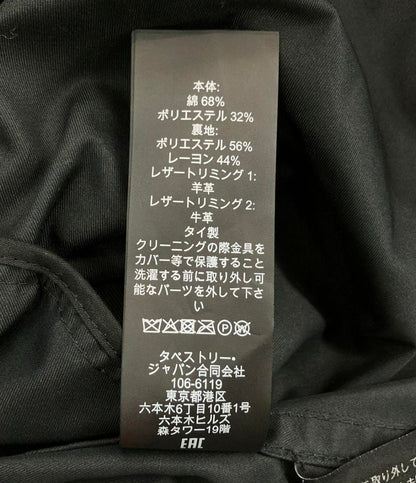 本体:
綿 68%
ポリエステル 32%
裏地:
ポリエステル 56%
レーヨン 44%
レザートリミング 1:
羊革
レザートリミング 2:
牛革
タイ製
クリーニングの際金具を
カバー等で保護すること
洗濯する前に取り外し可
能なパーツを外して下さ
い
タペストリー・
ジャパン合同会社
106-6119
東京都港区
六本木6丁目10番1号
六本木ヒルズ
森タワー19階
EAC
取り外して